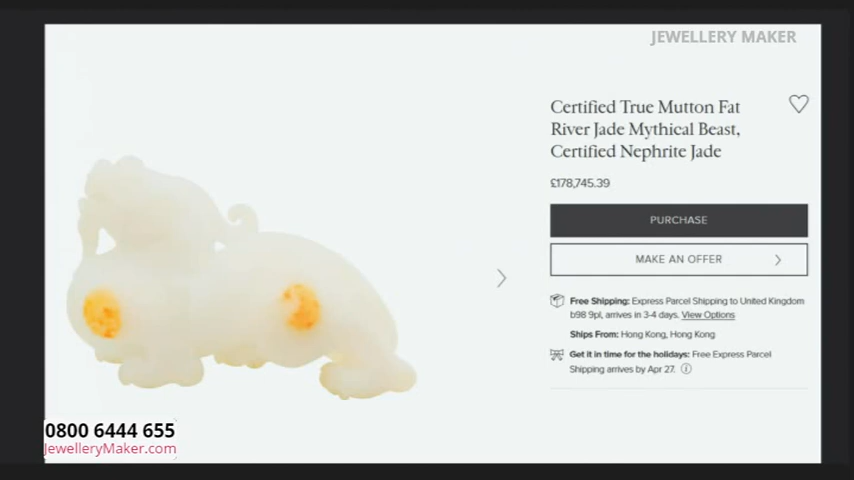 JEWELLERY MAKER
Certified True Mutton Fat
River Jade Mythical Beast,
Certified Nephrite Jade
£178,745.39
PURCHASE
MAKE AN OFFER
Free Shipping: Express Parcel Shipping to United Kingdom
b98 9pl, arrives in 3-4 days. View Options
Ships From: Hong Kong, Hong Kong
Get it in time for the holidays: Free Express Parcel
Shipping arrives by Apr 27.
0800 6444 655
JewelleryMaker.com